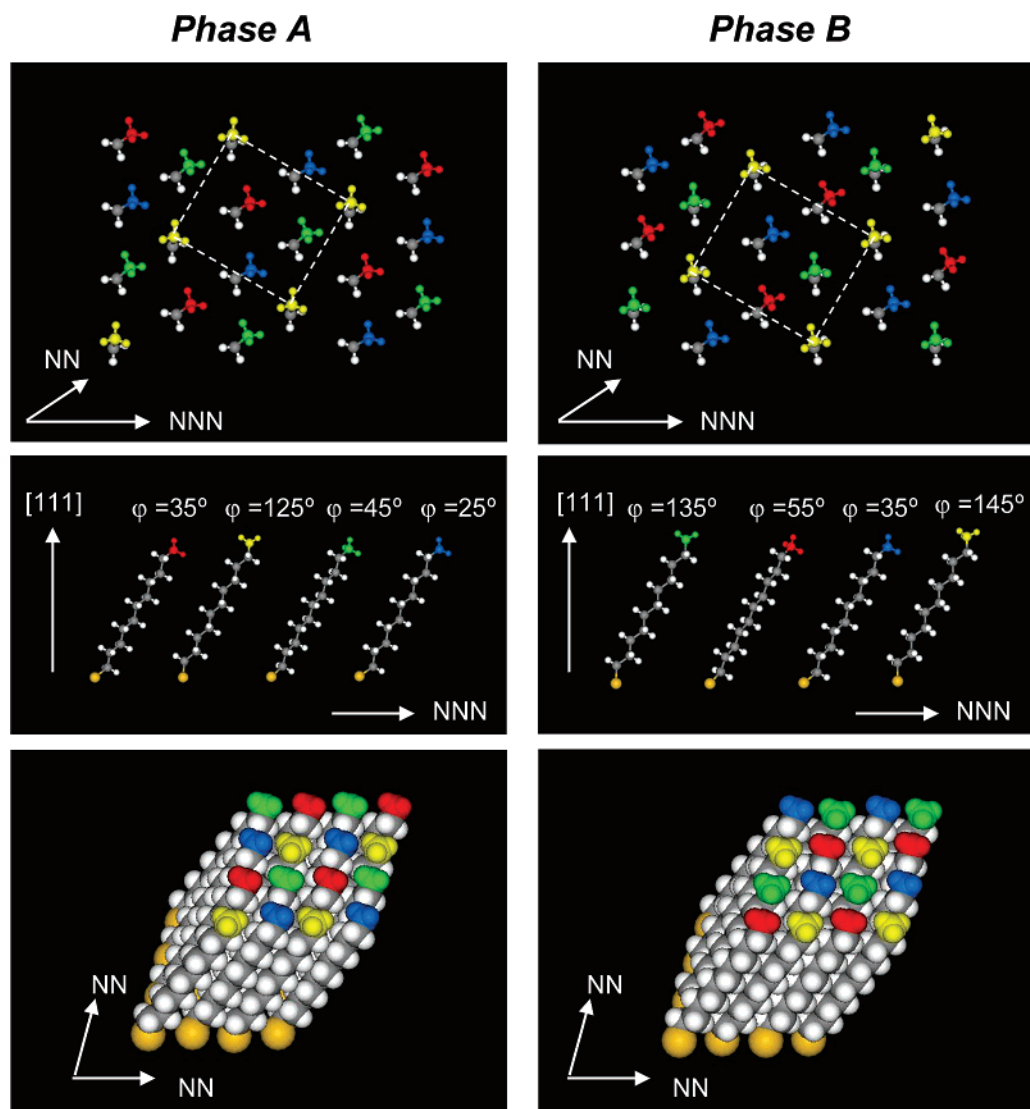 Phase A
Phase B
NN
NNN
NN
NNN
[111]
φ =35º
φ =125º
φ =45º
φ =25º
NNN
[111]
φ =135º
φ =55º
φ =35º
φ =145º
NNN
NN
NN
NN
NN